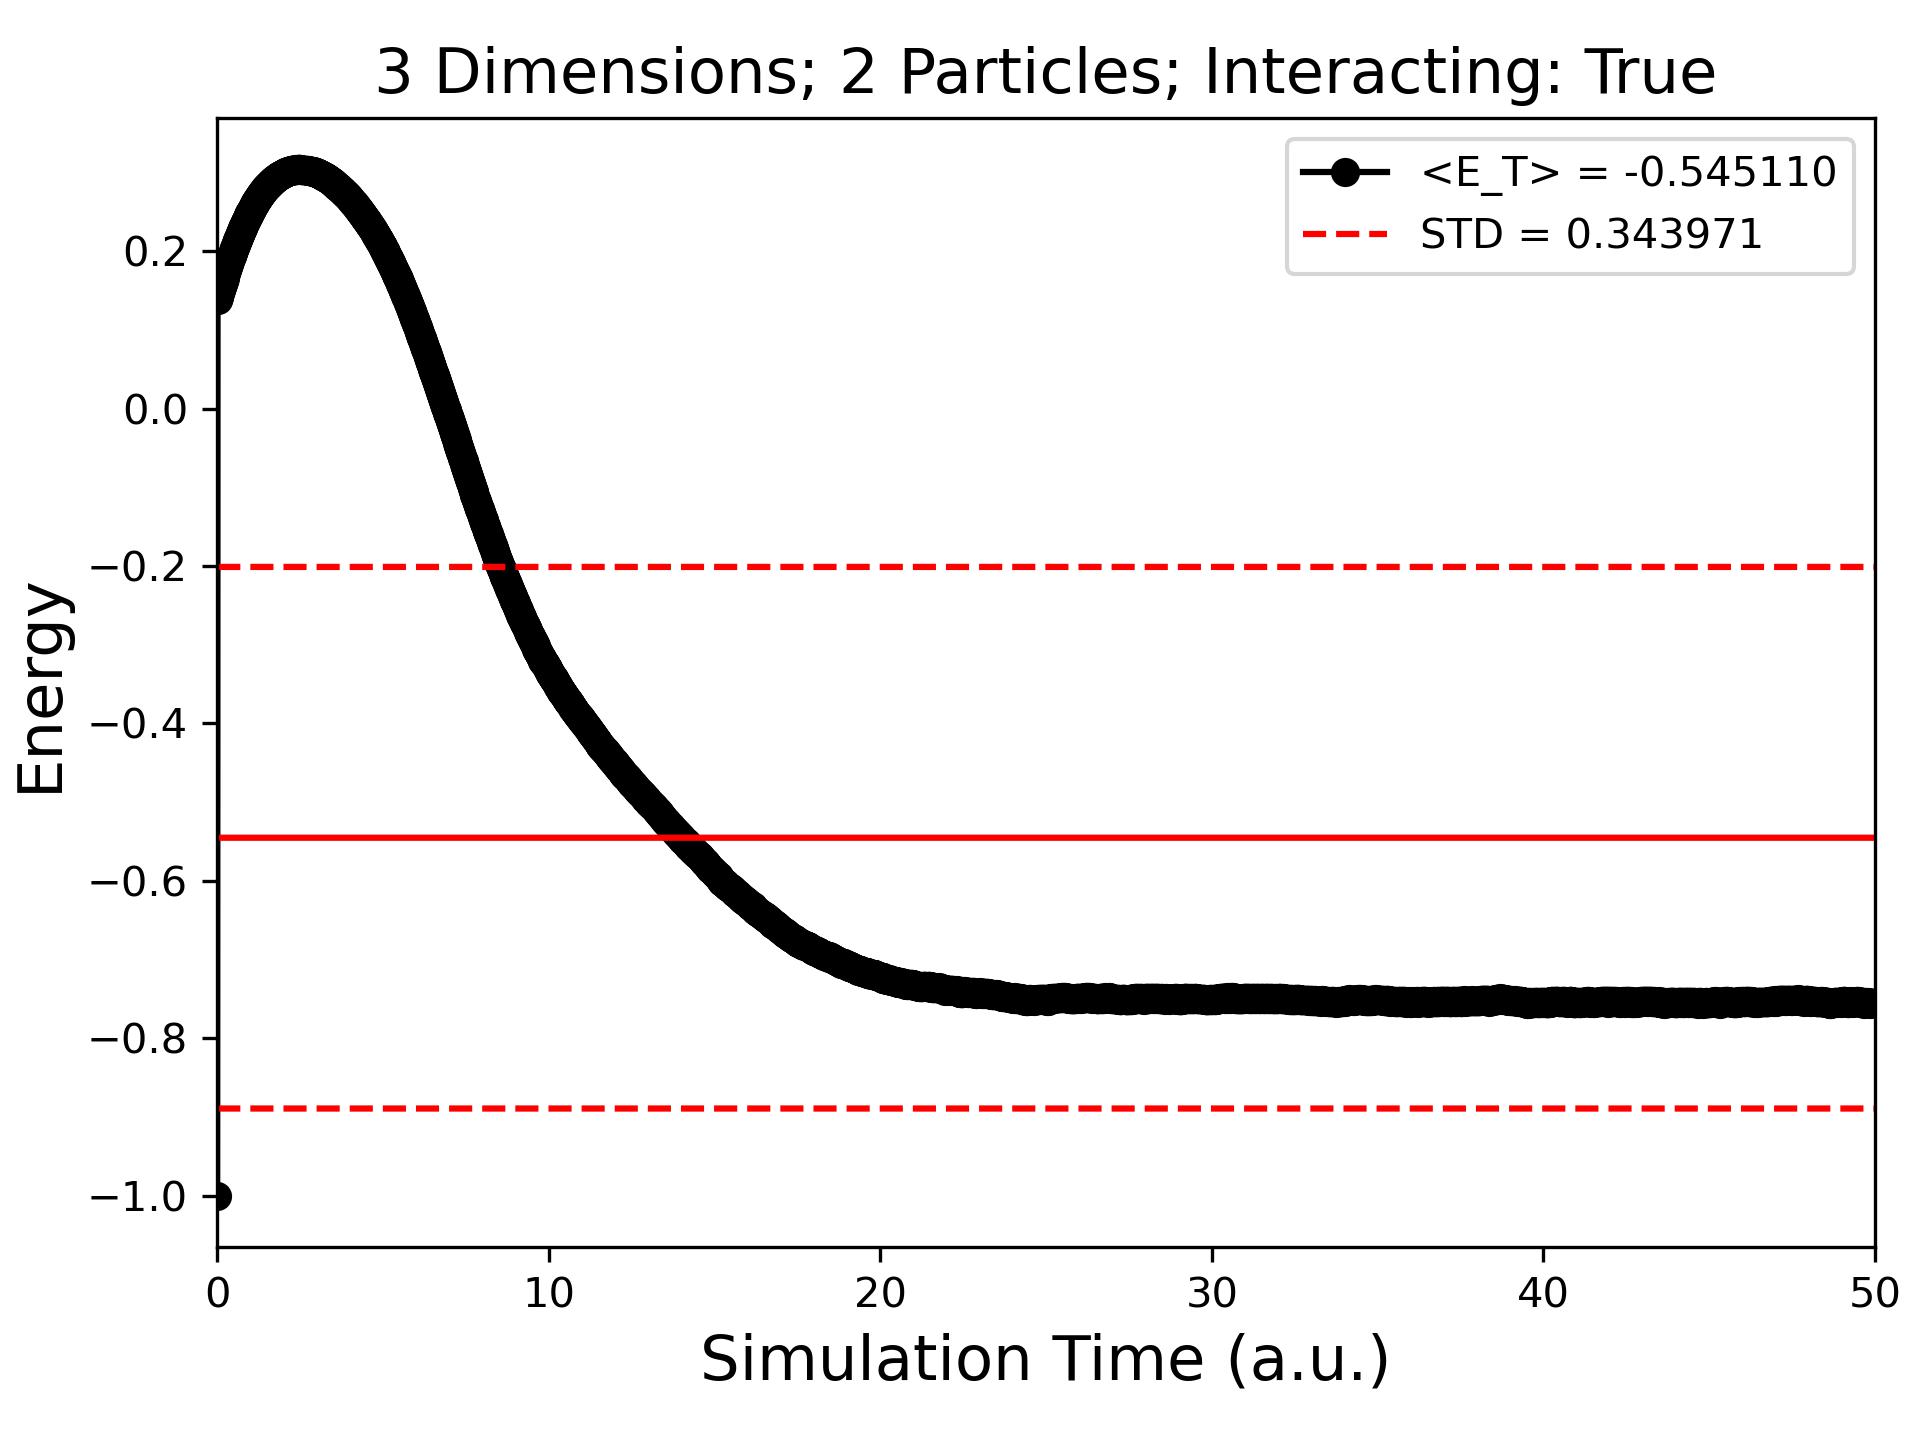 3 Dimensions; 2 Particles; Interacting: True
<E_T> = -0.545110
STD = 0.343971
Energy
0.2
0.0
−0.2
−0.4
−0.6
−0.8
−1.0
0 10 20 30 40 50
Simulation Time (a.u.)